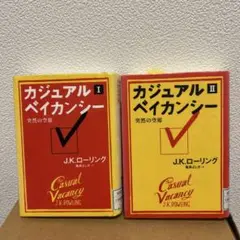 カジュアル I
ベイカンシー
突然の空席
J.K.ローリング
Casual
Vacancy
J.K.ROWLING
カジュアル II
ベイカンシー
突然の空席
J.K.ローリング
Casual
Vacancy
J.K.ROWLING